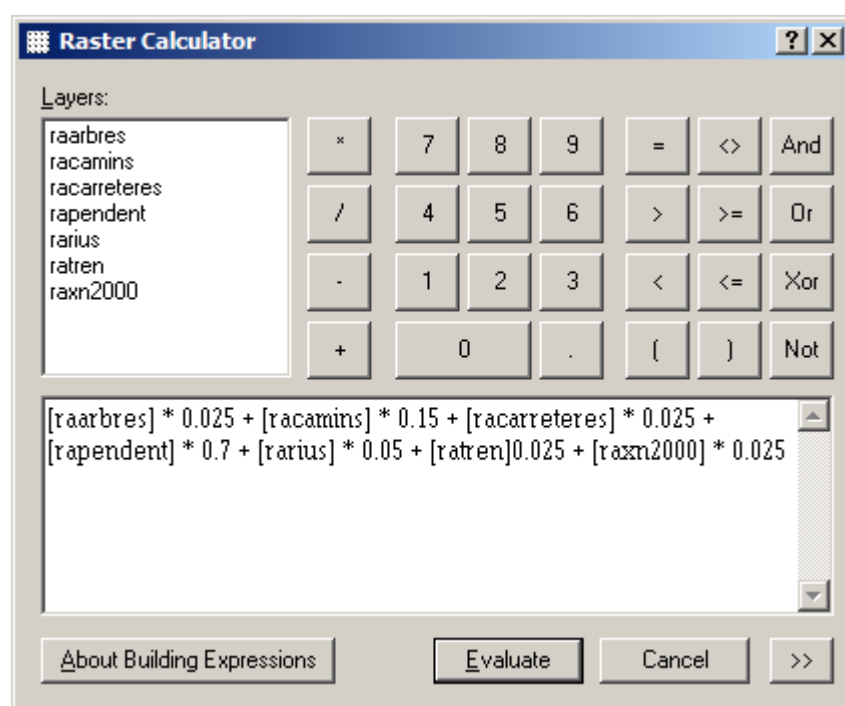 Raster Calculator
Layers:
raarbres
racamins
racarreteres
rapendent
rarius
ratren
raxn2000
* 7 8 9 = <> And
/ 4 5 6 > >= Or
- 1 2 3 < <= Xor
+ 0 . ( ) Not
[raarbres] * 0.025 + [racamins] * 0.15 + [racarreteres] * 0.025 +
[rapendent] * 0.7 + [rarius] * 0.05 + [ratren]0.025 + [raxn2000] * 0.025
About Building Expressions Evaluate Cancel >>